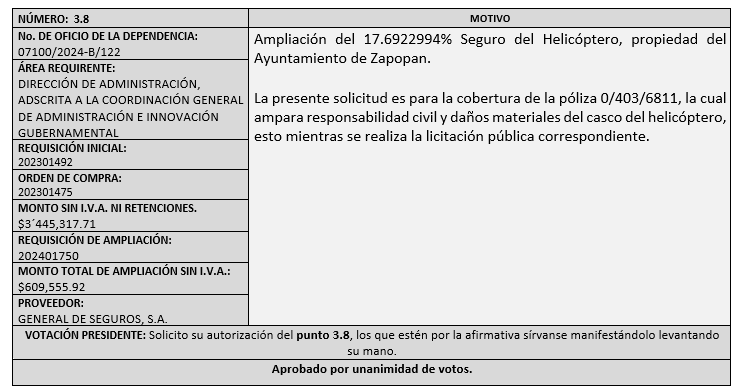 NÚMERO: 3.8
MOTIVO
No. DE OFICIO DE LA DEPENDENCIA:
07100/2024-B/122
ÁREA REQUIRENTE:
DIRECCIÓN DE ADMINISTRACIÓN,
ADSCRITA A LA COORDINACIÓN GENERAL
DE ADMINISTRACIÓN E INNOVACIÓN
GUBERNAMENTAL
REQUISICIÓN INICIAL:
202301492
ORDEN DE COMPRA:
202301475
MONTO SIN I.V.A. NI RETENCIONES.
$3´445,317.71
REQUISICIÓN DE AMPLIACIÓN:
202401750
MONTO TOTAL DE AMPLIACIÓN SIN I.V.A.:
$609,555.92
PROVEEDOR:
GENERAL DE SEGUROS, S.A.
Ampliación del 17.6922994% Seguro del Helicóptero, propiedad del
Ayuntamiento de Zapopan.
La presente solicitud es para la cobertura de la póliza 0/403/6811, la cual
ampara responsabilidad civil y daños materiales del casco del helicóptero,
esto mientras se realiza la licitación pública correspondiente.
VOTACIÓN PRESIDENTE: Solicito su autorización del punto 3.8, los que estén por la afirmativa sírvanse manifestándolo levantando
su mano.
Aprobado por unanimidad de votos.